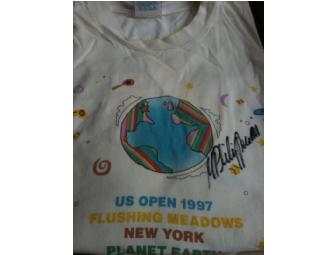 US OPEN 1997
FLUSHING MEADOWS
NEW YORK
PLANET EARTH